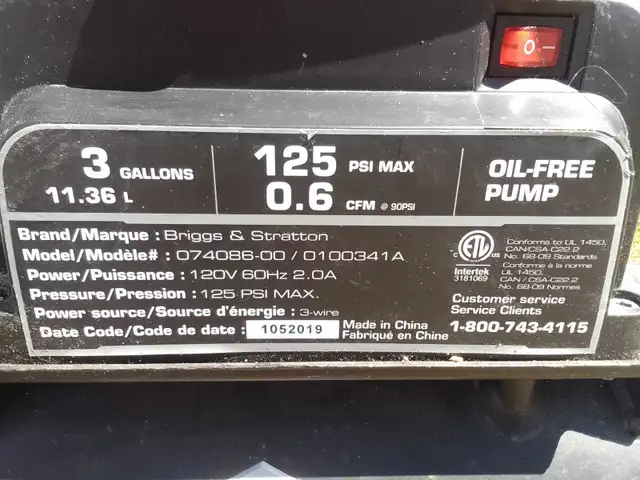 3 GALLONS
11.36 L
125 PSI MAX
0.6 CFM @ 90PSI
OIL-FREE
PUMP
Brand/Marque : Briggs & Stratton
Model/Modèle# : 074086-00 / 0100341A
Power/Puissance : 120V 60Hz 2.0A
Pressure/Pression : 125 PSI MAX.
Power source/Source d'énergie : 3-wire
Date Code/Code de date : 1052019
Made in China
Fabriqué en Chine
C ETL US
Intertek
3181069
Conforms to UL 1450,
CAN/CSA-C22.2
No. 68-09 Standards
Conforme à la norme
UL 1450,
CAN / CSA-C22.2
No. 68-09 Normes
Customer service
Service Clients
1-800-743-4115